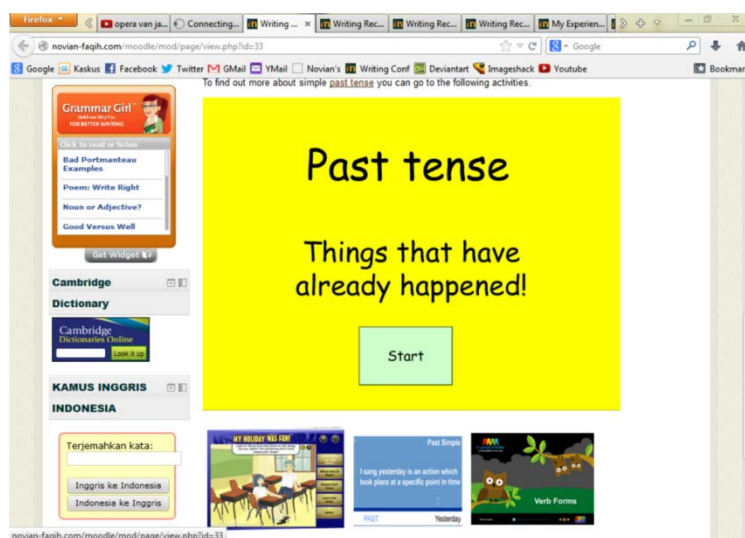 Firefox
opera van ja...
Connecting...
Writing ...
Writing Rec...
Writing Rec...
Writing Rec...
My Experien...
novian-faqih.com/moodle/mod/page/view.php?id=33
Google
Google
Kaskus
Facebook
Twitter
GMail
YMail
Novian's
Writing Conf
Deviantart
Imageshack
Youtube
Bookmar
To find out more about simple past tense you can go to the following activities.
Grammar Girl
FOR BETTER WRITING
Click to read or listen
Bad Portmanteau
Examples
Poem: Write Right
Noun or Adjective?
Good Versus Well
Get Widget
Past tense
Things that have
already happened!
Start
Cambridge
Dictionary
Cambridge
Dictionaries Online
Look it up
KAMUS INGGRIS
INDONESIA
Terjemahkan kata:
Inggris ke Indonesia
Indonesia ke Inggris
MY HOLIDAY WAS FUN!
Past Simple
I sang yesterday is an action which
took place at a specific point in time
PAST
Yesterday
Verb Forms
novian-faqih.com/moodle/mod/page/view.php?id=33